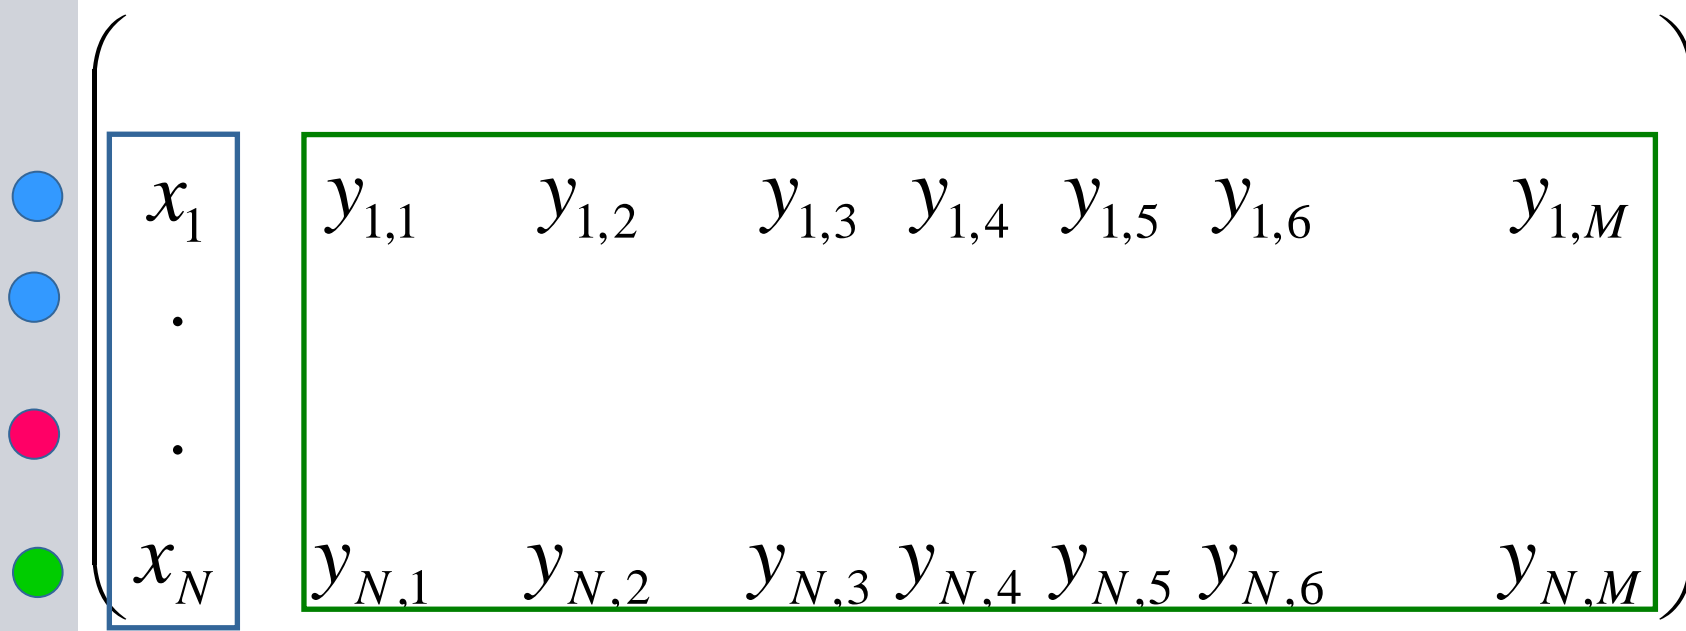 x1 y1,1 y1,2 y1,3 y1,4 y1,5 y1,6 y1,M
.
.
xN yN,1 yN,2 yN,3 yN,4 yN,5 yN,6 yN,M